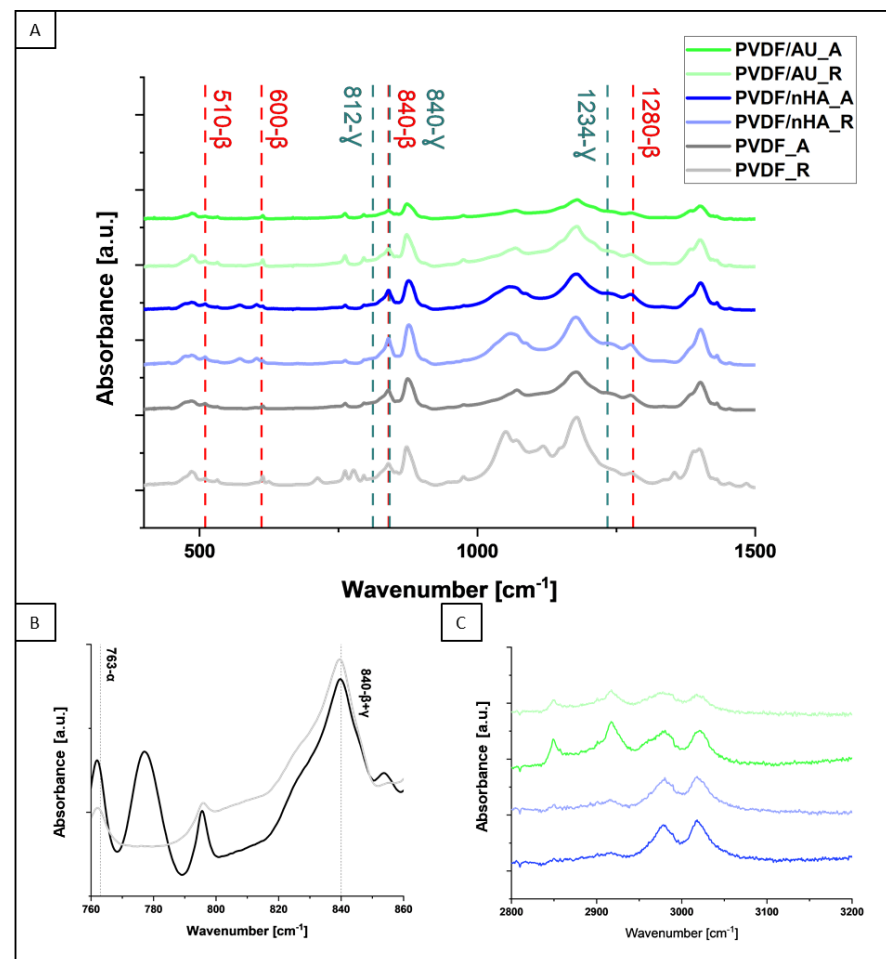 A
PVDF/AU_A
PVDF/AU_R
PVDF/nHA_A
PVDF/nHA_R
PVDF_A
PVDF_R
510-β
600-β
812-Ɣ
840-β
840-Ɣ
1234-Ɣ
1280-β
Absorbance [a.u.]
500
1000
1500
Wavenumber [cm-1]
B
763-α
840-β+Ɣ
Absorbance [a.u.]
760
780
800
820
840
860
Wavenumber [cm-1]
C
Absorbance [a.u.]
2800
2900
3000
3100
3200
Wavenumber [cm-1]